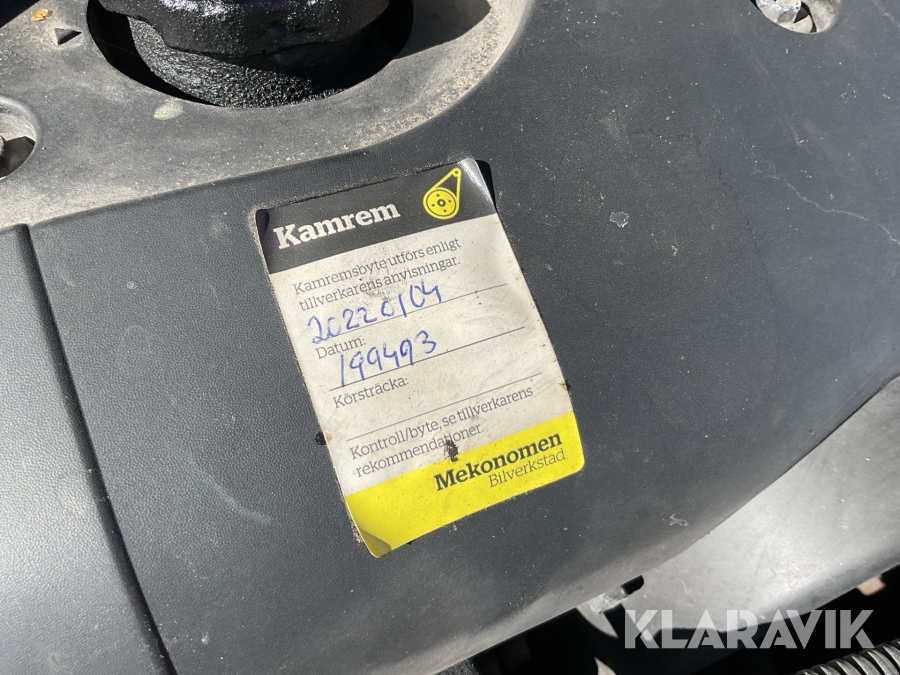 Kamrem
Kamremsbyte utförs enligt
tillverkarens anvisningar.
20220104
Datum:
199493
Körsträcka:
Kontroll/byte, se tillverkarens
rekommendationer.
Mekonomen
Bilverkstad
KLARAVIK